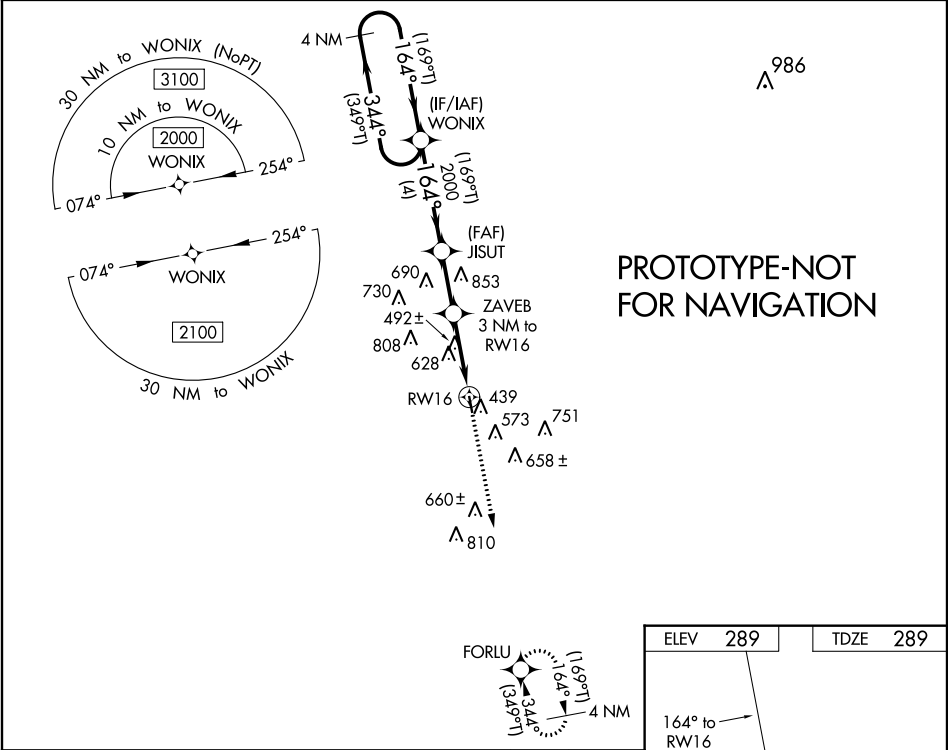 30 NM to WONIX (NoPT)
3100
10 NM to WONIX
2000
WONIX
074°
254°
074°
254°
WONIX
2100
30 NM to WONIX
4 NM
164°
(169°T)
344°
(349°T)
(IF/IAF)
WONIX
164°
(169°T)
2000
(4)
(FAF)
JISUT
690
853
730
ZAVEB
3 NM to
RW16
492±
808
628
RW16
439
573
751
658±
660±
810
986
PROTOTYPE-NOT
FOR NAVIGATION
FORLU
164°
(169°T)
344°
(349°T)
4 NM
ELEV 289
TDZE 289
164° to
RW16